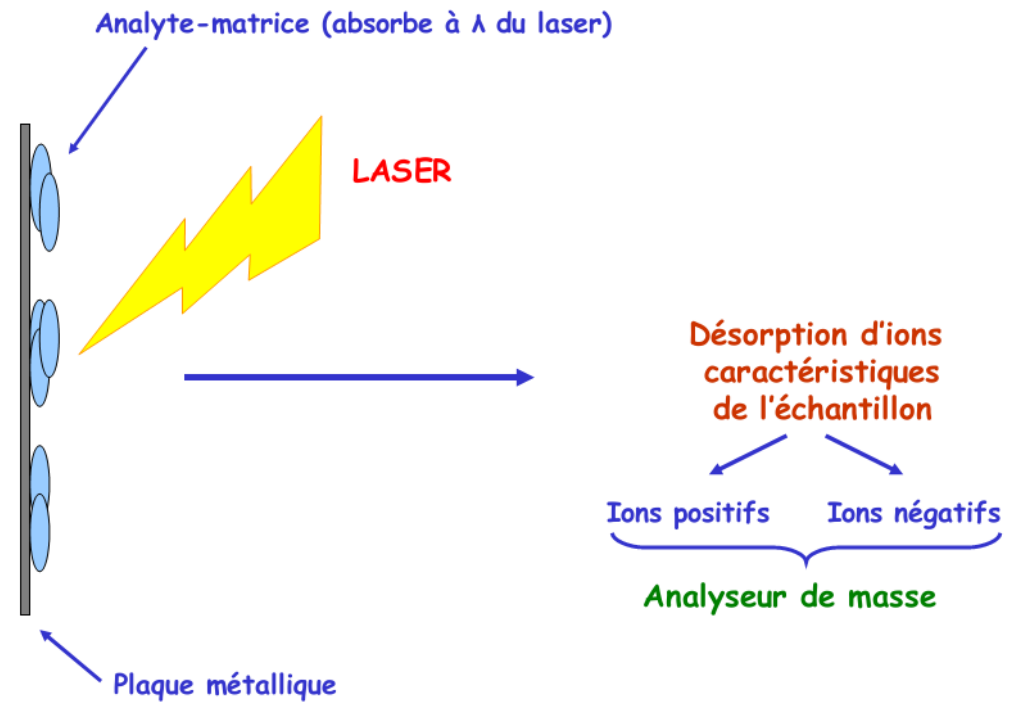 Analyte-matrice (absorbe à λ du laser)
LASER
Désorption d'ions
caractéristiques
de l'échantillon
Ions positifs
Ions négatifs
Analyseur de masse
Plaque métallique